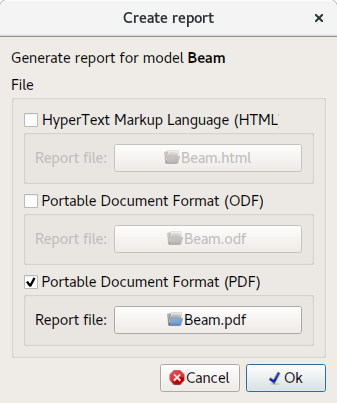 Create report
Generate report for model Beam
File
HyperText Markup Language (HTML
Report file: Beam.html
Portable Document Format (ODF)
Report file: Beam.odf
Portable Document Format (PDF)
Report file: Beam.pdf
Cancel Ok